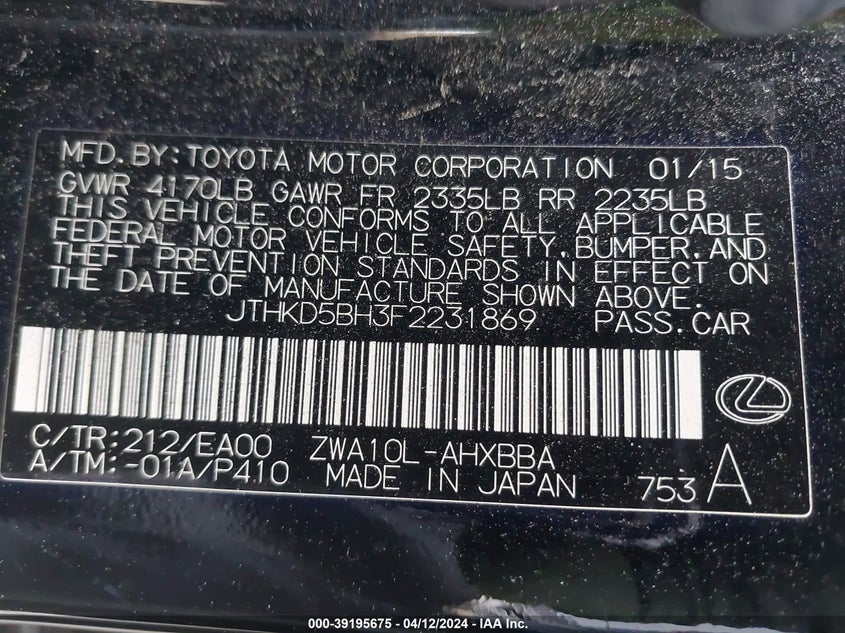 MFD.BY:TOYOTA MOTOR CORPORATION 01/15
GVWR 4170LB GAWR FR 2335LB RR 2235LB
THIS VEHICLE CONFORMS TO ALL APPLICABLE
FEDERAL MOTOR VEHICLE SAFETY,BUMPER,AND
THEFT PREVENTION STANDARDS IN EFFECT ON
THE DATE OF MANUFACTURE SHOWN ABOVE.
JTHKD5BH3F2231869 PASS.CAR
C/TR:212/EA00 ZWA10L-AHXBBA
A/TM:-01A/P410 MADE IN JAPAN 753 A
000-39195675 - 04/12/2024 - IAA Inc.